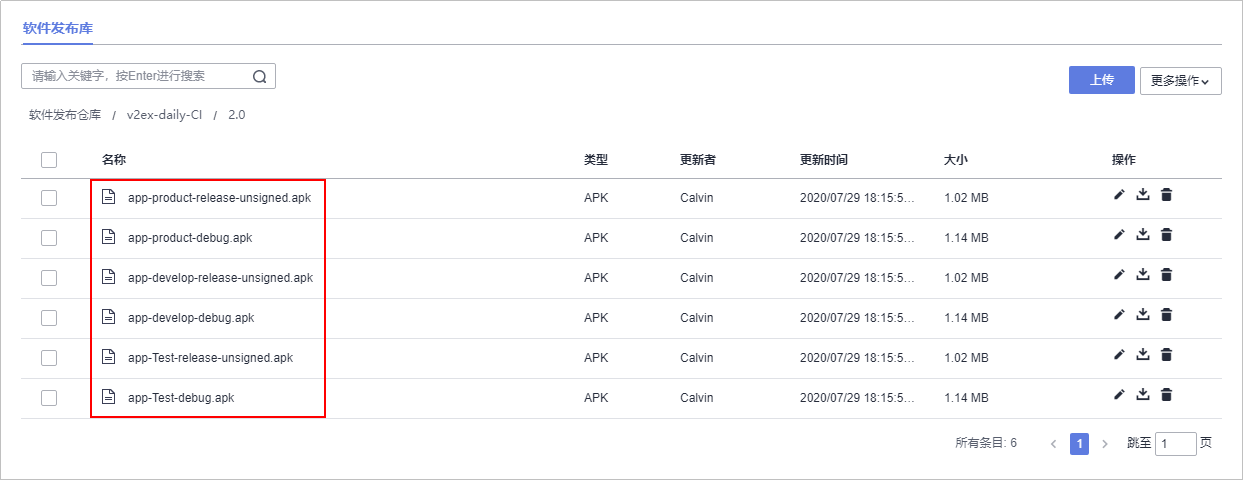 软件发布库
请输入关键字，按Enter进行搜索 上传 更多操作
软件发布仓库 / v2ex-daily-CI / 2.0
名称 类型 更新者 更新时间 大小 操作
app-product-release-unsigned.apk APK Calvin 2020/07/29 18:15:5... 1.02 MB
app-product-debug.apk APK Calvin 2020/07/29 18:15:5... 1.14 MB
app-develop-release-unsigned.apk APK Calvin 2020/07/29 18:15:5... 1.02 MB
app-develop-debug.apk APK Calvin 2020/07/29 18:15:5... 1.14 MB
app-Test-release-unsigned.apk APK Calvin 2020/07/29 18:15:5... 1.02 MB
app-Test-debug.apk APK Calvin 2020/07/29 18:15:5... 1.14 MB
所有条目: 6 < 1 > 跳至 1 页